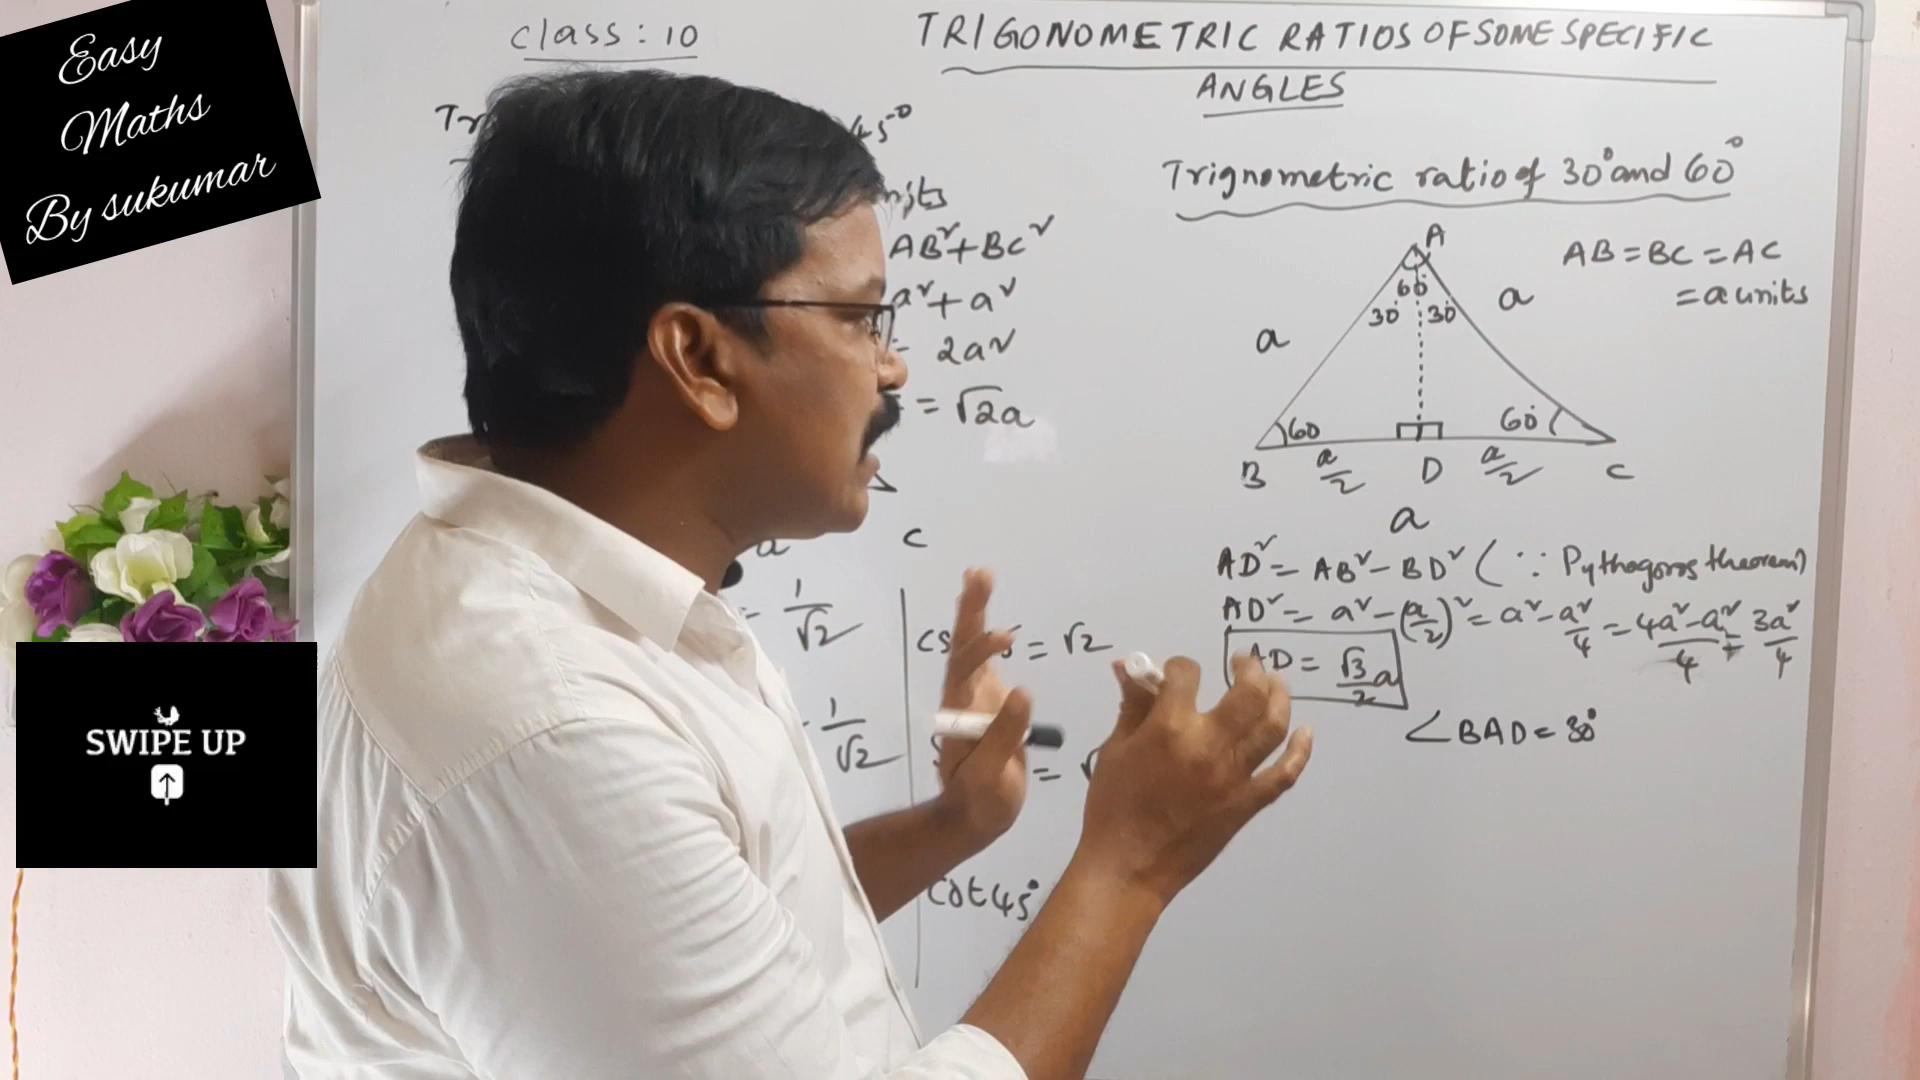 Easy
Maths
By sukumar
SWIPE UP
class : 10
TRIGONOMETRIC RATIOS OF SOME SPECIFIC
ANGLES
45°
AB²+BC²
a²+a²
2a²
= √2a
a
C
= 1/√2
= √2
1/√2
=
cot45°
Trignometric ratio of 30° and 60°
A
AB = BC = AC
= a units
60°
30° 30°
a
a
60
60°
B a/2 D a/2 C
a
AD² = AB² - BD² (∵ Pythagoros theorem)
AD² = a² - (a/2)² = a² - a²/4 = 4a²-a²/4 = 3a²/4
AD = √3/2 a
∠BAD = 30°